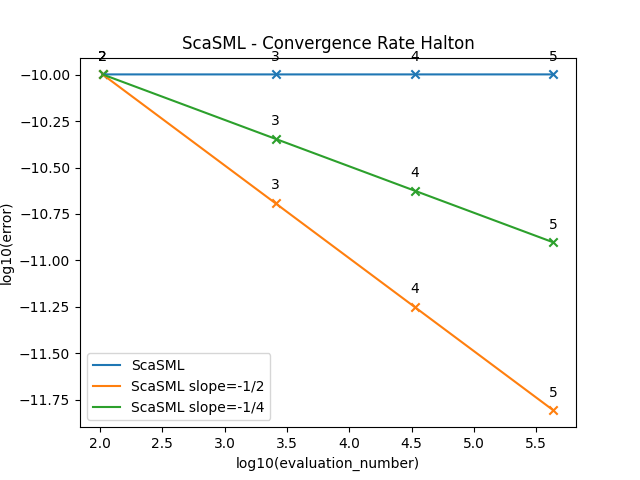 ScaSML - Convergence Rate Halton
2 3 4 5
3
4
5
3
4
5
−10.00
−10.25
−10.50
−10.75
−11.00
−11.25
−11.50
−11.75
log10(error)
ScaSML
ScaSML slope=-1/2
ScaSML slope=-1/4
2.0 2.5 3.0 3.5 4.0 4.5 5.0 5.5
log10(evaluation_number)